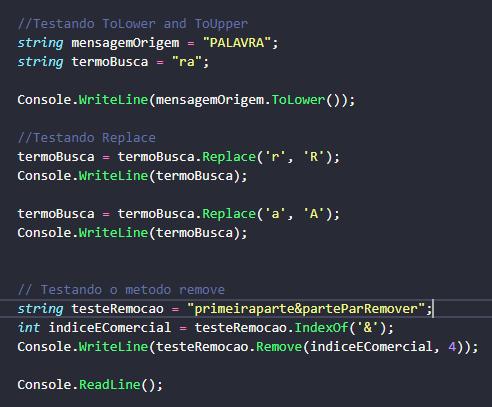 //Testando ToLower and ToUpper
string mensagemOrigem = "PALAVRA";
string termoBusca = "ra";
Console.WriteLine(mensagemOrigem.ToLower());
//Testando Replace
termoBusca = termoBusca.Replace('r', 'R');
Console.WriteLine(termoBusca);
termoBusca = termoBusca.Replace('a', 'A');
Console.WriteLine(termoBusca);
// Testando o metodo remove
string testeRemocao = "primeiraparte&parteParRemover";
int indiceEComercial = testeRemocao.IndexOf('&');
Console.WriteLine(testeRemocao.Remove(indiceEComercial, 4));
Console.ReadLine();